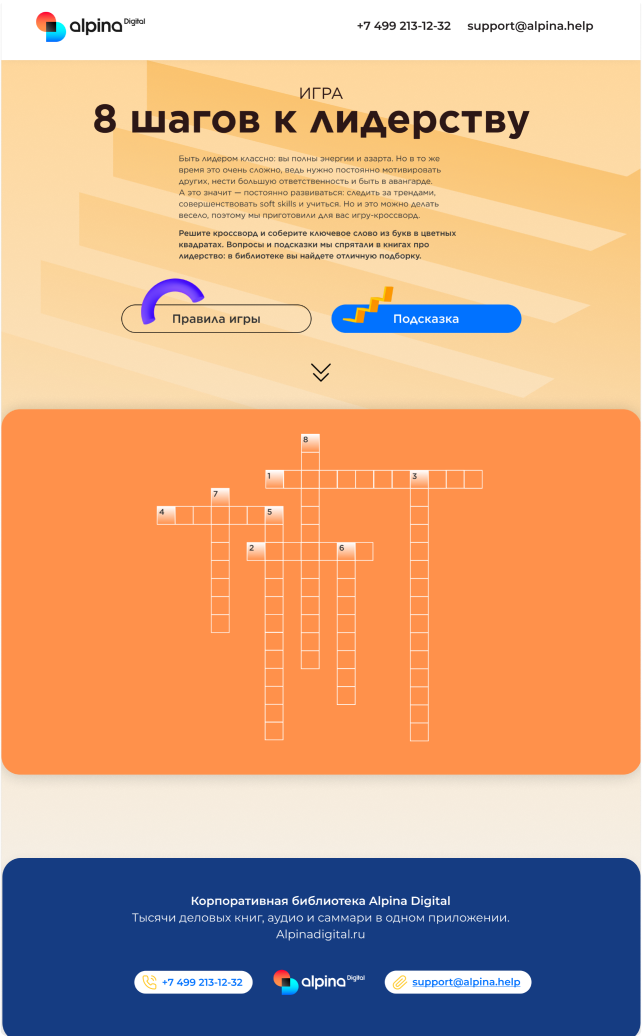 alpina Digital
+7 499 213-12-32 support@alpina.help
ИГРА
8 шагов к лидерству
Быть лидером классно: вы полны энергии и азарта. Но в то же
время это очень сложно, ведь нужно постоянно мотивировать
других, нести большую ответственность и быть в авангарде.
А это значит — постоянно развиваться: следить за трендами,
совершенствовать soft skills и учиться. Но и это можно делать
весело, поэтому мы приготовили для вас игру-кроссворд.
Решите кроссворд и соберите ключевое слово из букв в цветных
квадратах. Вопросы и подсказки мы спрятали в книгах про
лидерство: в библиотеке вы найдете отличную подборку.
Правила игры
Подсказка
8
1 3
7
4 5
2 6
Корпоративная библиотека Alpina Digital
Тысячи деловых книг, аудио и саммари в одном приложении.
Alpinadigital.ru
+7 499 213-12-32
alpina Digital
support@alpina.help